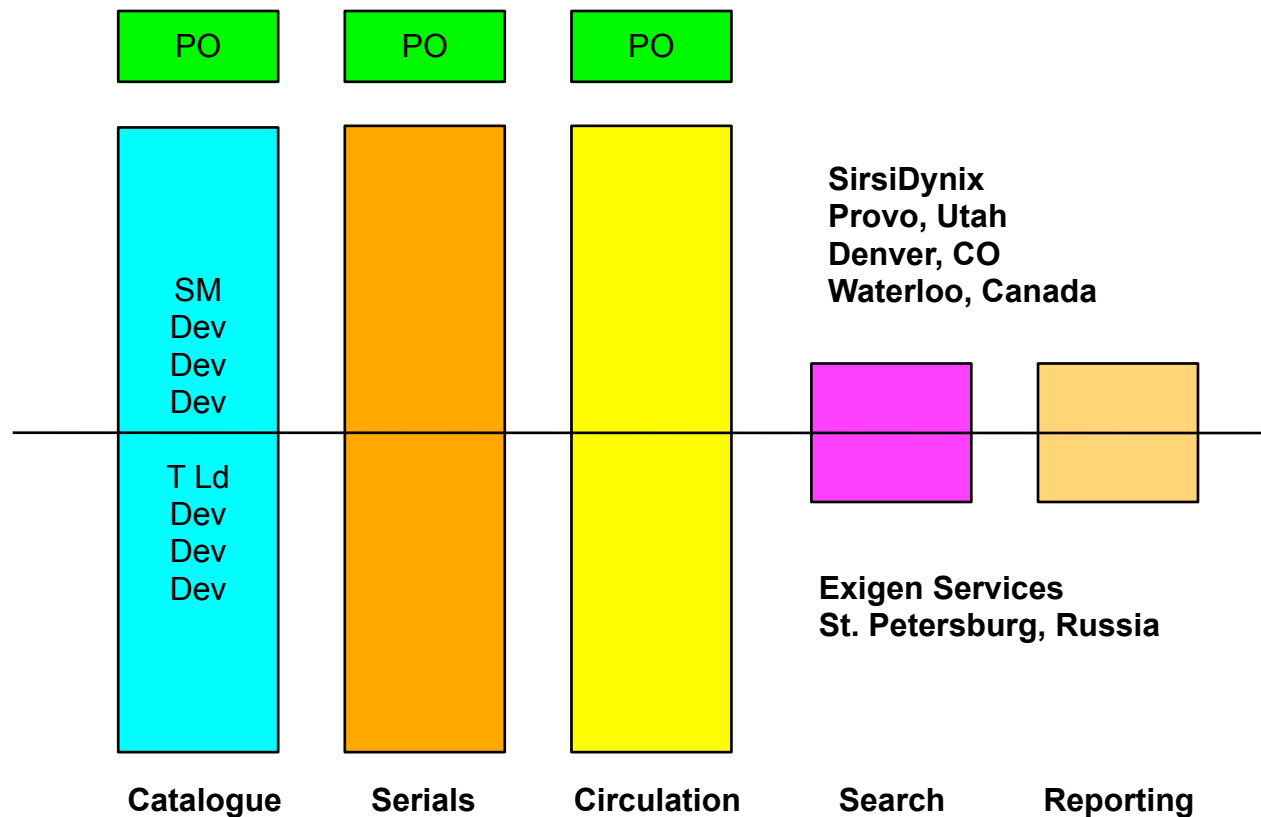 PO
PO
PO
SM
Dev
Dev
Dev
T Ld
Dev
Dev
Dev
SirsiDynix
Provo, Utah
Denver, CO
Waterloo, Canada
Exigen Services
St. Petersburg, Russia
Catalogue
Serials
Circulation
Search
Reporting